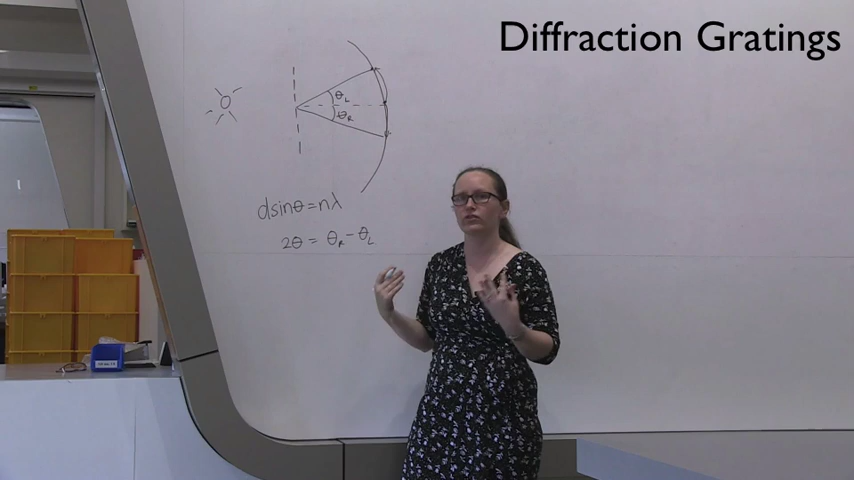 Diffraction Gratings
θL
θR
dsinθ=nλ
2θ = θR - θL